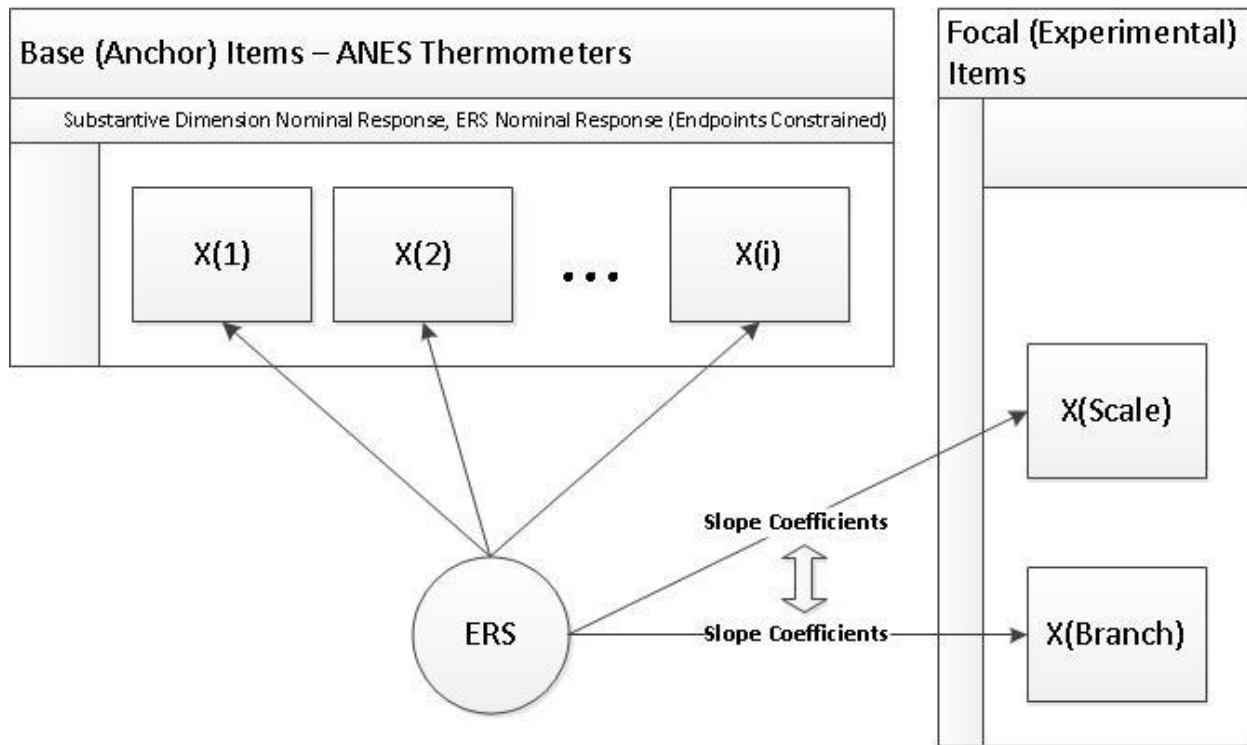 Base (Anchor) Items – ANES Thermometers
Substantive Dimension Nominal Response, ERS Nominal Response (Endpoints Constrained)
X(1)
X(2)
...
X(i)
Focal (Experimental)
Items
X(Scale)
Slope Coefficients
Slope Coefficients
ERS
X(Branch)